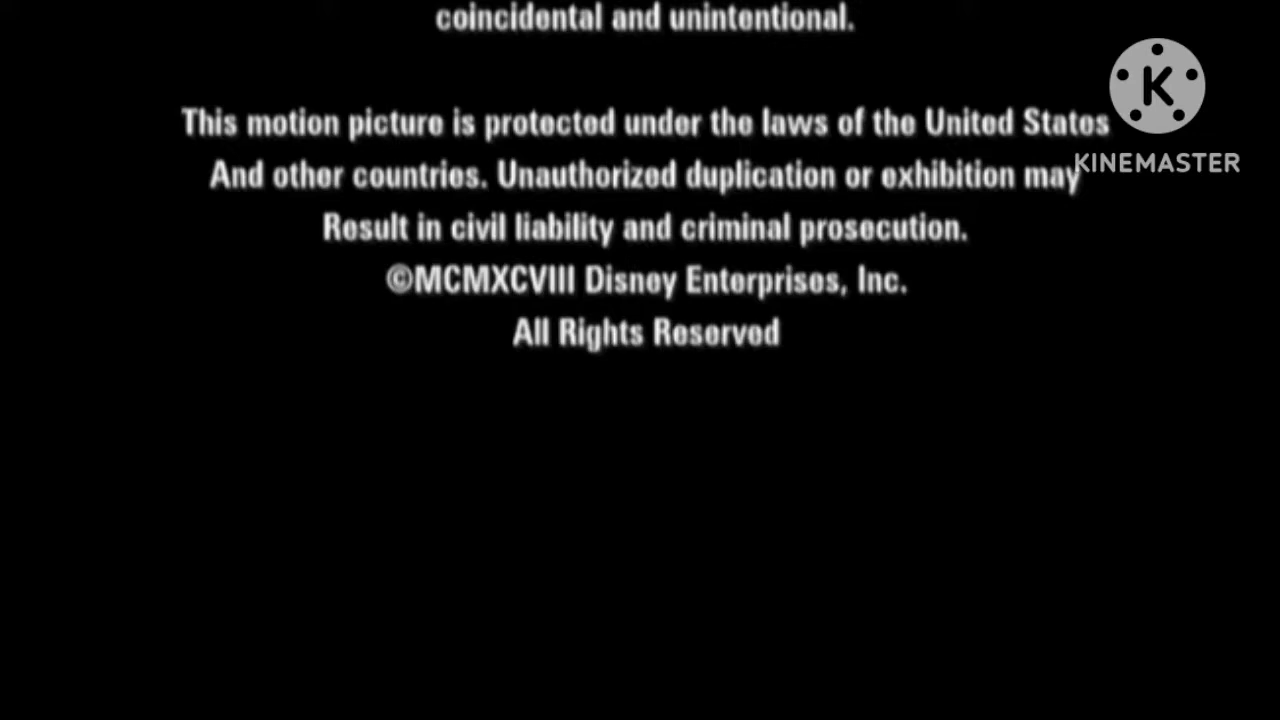 coincidental and unintentional.
This motion picture is protected under the laws of the United States
And other countries. Unauthorized duplication or exhibition may
Result in civil liability and criminal prosecution.
©MCMXCVIII Disney Enterprises, Inc.
All Rights Reserved
K
KINEMASTER